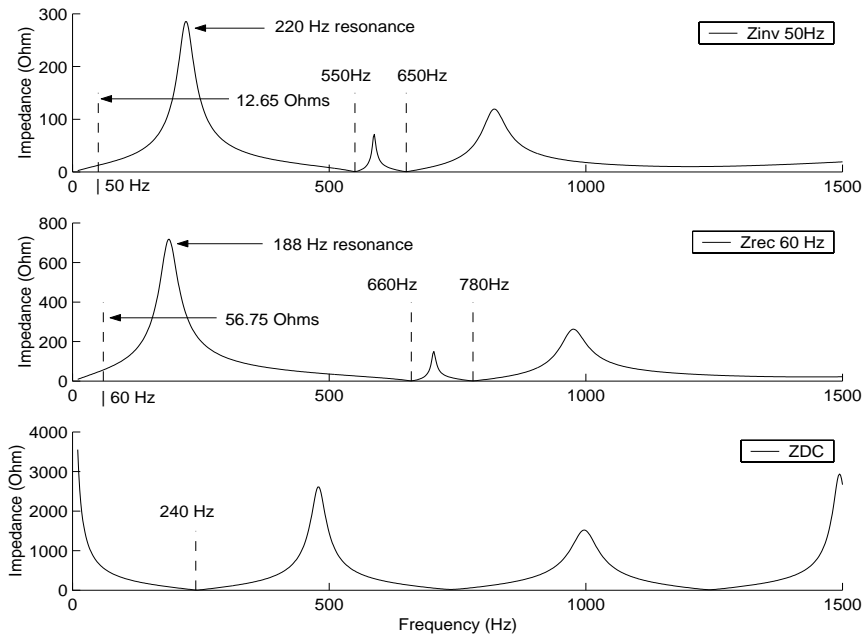 300
200
100
0
Impedance (Ohm)
220 Hz resonance
12.65 Ohms
550Hz
650Hz
Zinv 50Hz
| 50 Hz
0
500
1000
1500
800
600
400
200
0
Impedance (Ohm)
188 Hz resonance
56.75 Ohms
660Hz
780Hz
Zrec 60 Hz
| 60 Hz
0
500
1000
1500
4000
3000
2000
1000
0
Impedance (Ohm)
240 Hz
ZDC
0
500
1000
1500
Frequency (Hz)